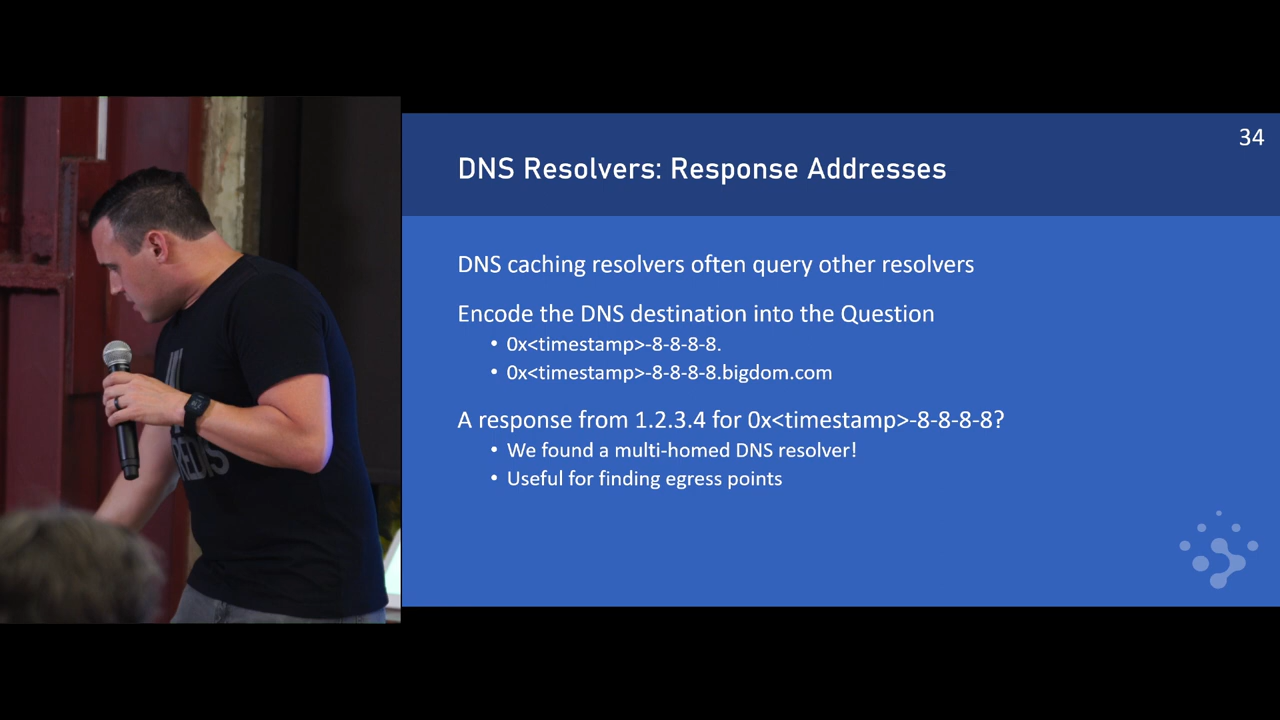 34
DNS Resolvers: Response Addresses
DNS caching resolvers often query other resolvers
Encode the DNS destination into the Question
• 0x<timestamp>-8-8-8-8.
• 0x<timestamp>-8-8-8-8.bigdom.com
A response from 1.2.3.4 for 0x<timestamp>-8-8-8-8?
• We found a multi-homed DNS resolver!
• Useful for finding egress points